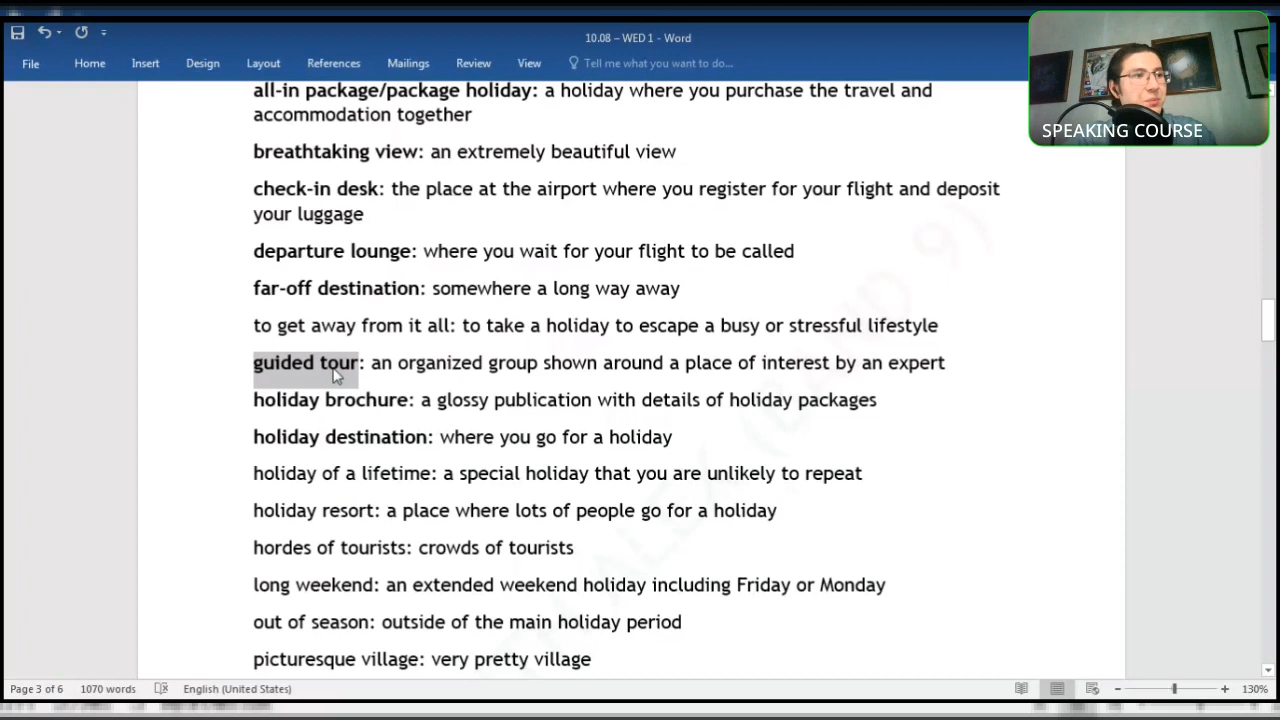 10.08 – WED 1 - Word
File Home Insert Design Layout References Mailings Review View Tell me what you want to do...
SPEAKING COURSE
all-in package/package holiday: a holiday where you purchase the travel and
accommodation together
breathtaking view: an extremely beautiful view
check-in desk: the place at the airport where you register for your flight and deposit
your luggage
departure lounge: where you wait for your flight to be called
far-off destination: somewhere a long way away
to get away from it all: to take a holiday to escape a busy or stressful lifestyle
guided tour: an organized group shown around a place of interest by an expert
holiday brochure: a glossy publication with details of holiday packages
holiday destination: where you go for a holiday
holiday of a lifetime: a special holiday that you are unlikely to repeat
holiday resort: a place where lots of people go for a holiday
hordes of tourists: crowds of tourists
long weekend: an extended weekend holiday including Friday or Monday
out of season: outside of the main holiday period
picturesque village: very pretty village
Page 3 of 6 1070 words English (United States) 130%